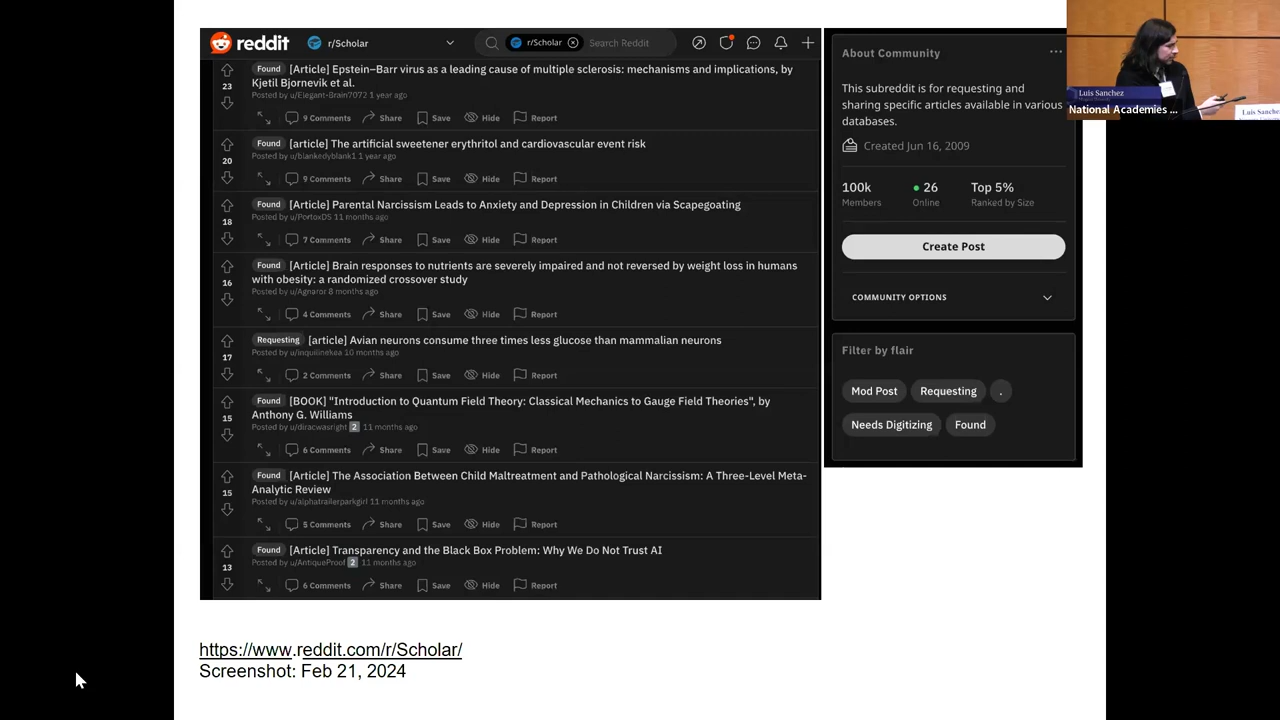 reddit
r/Scholar
r/Scholar
Search Reddit
Found [Article] Epstein–Barr virus as a leading cause of multiple sclerosis: mechanisms and implications, by
Kjetil Bjornevik et al.
23
Posted by u/Elegant-Brain7072 1 year ago
9 Comments Share Save Hide Report
Found [article] The artificial sweetener erythritol and cardiovascular event risk
20
Posted by u/blankedyblank1 1 year ago
9 Comments Share Save Hide Report
Found [Article] Parental Narcissism Leads to Anxiety and Depression in Children via Scapegoating
18
Posted by u/PortoxDS 11 months ago
7 Comments Share Save Hide Report
Found [Article] Brain responses to nutrients are severely impaired and not reversed by weight loss in humans
with obesity: a randomized crossover study
16
Posted by u/Agnaror 8 months ago
4 Comments Share Save Hide Report
Requesting [article] Avian neurons consume three times less glucose than mammalian neurons
17
Posted by 10 months ago
2 Comments Share Save Hide Report
Found [BOOK] "Introduction to Quantum Field Theory: Classical Mechanics to Gauge Field Theories", by
Anthony G. Williams
15
Posted by u/diracwasright 2 11 months ago
6 Comments Share Save Hide Report
Found [Article] The Association Between Child Maltreatment and Pathological Narcissism: A Three-Level Meta-
Analytic Review
15
Posted by u/alphatrailerparkgirl 11 months ago
5 Comments Share Save Hide Report
Found [Article] Transparency and the Black Box Problem: Why We Do Not Trust AI
13
Posted by u/AntiqueProof 2 11 months ago
6 Comments Share Save Hide Report
About Community
This subreddit is for requesting and
sharing specific articles available in various
databases.
Created Jun 16, 2009
100k 26 Top 5%
Members Online Ranked by Size
Create Post
COMMUNITY OPTIONS
Filter by flair
Mod Post Requesting .
Needs Digitizing Found
Luis Sanchez
National Academies ...
Luis Sanchez
https://www.reddit.com/r/Scholar/
Screenshot: Feb 21, 2024